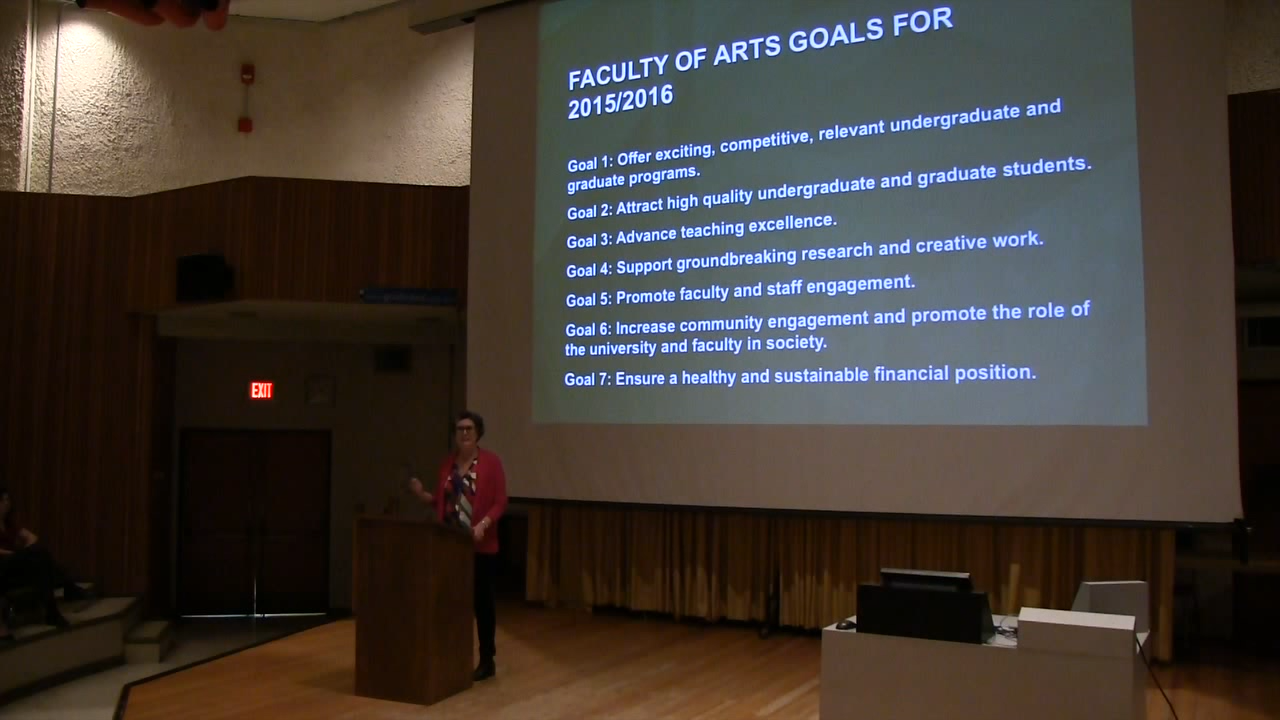 FACULTY OF ARTS GOALS FOR
2015/2016
Goal 1: Offer exciting, competitive, relevant undergraduate and
graduate programs.
Goal 2: Attract high quality undergraduate and graduate students.
Goal 3: Advance teaching excellence.
Goal 4: Support groundbreaking research and creative work.
Goal 5: Promote faculty and staff engagement.
Goal 6: Increase community engagement and promote the role of
the university and faculty in society.
Goal 7: Ensure a healthy and sustainable financial position.
EXIT